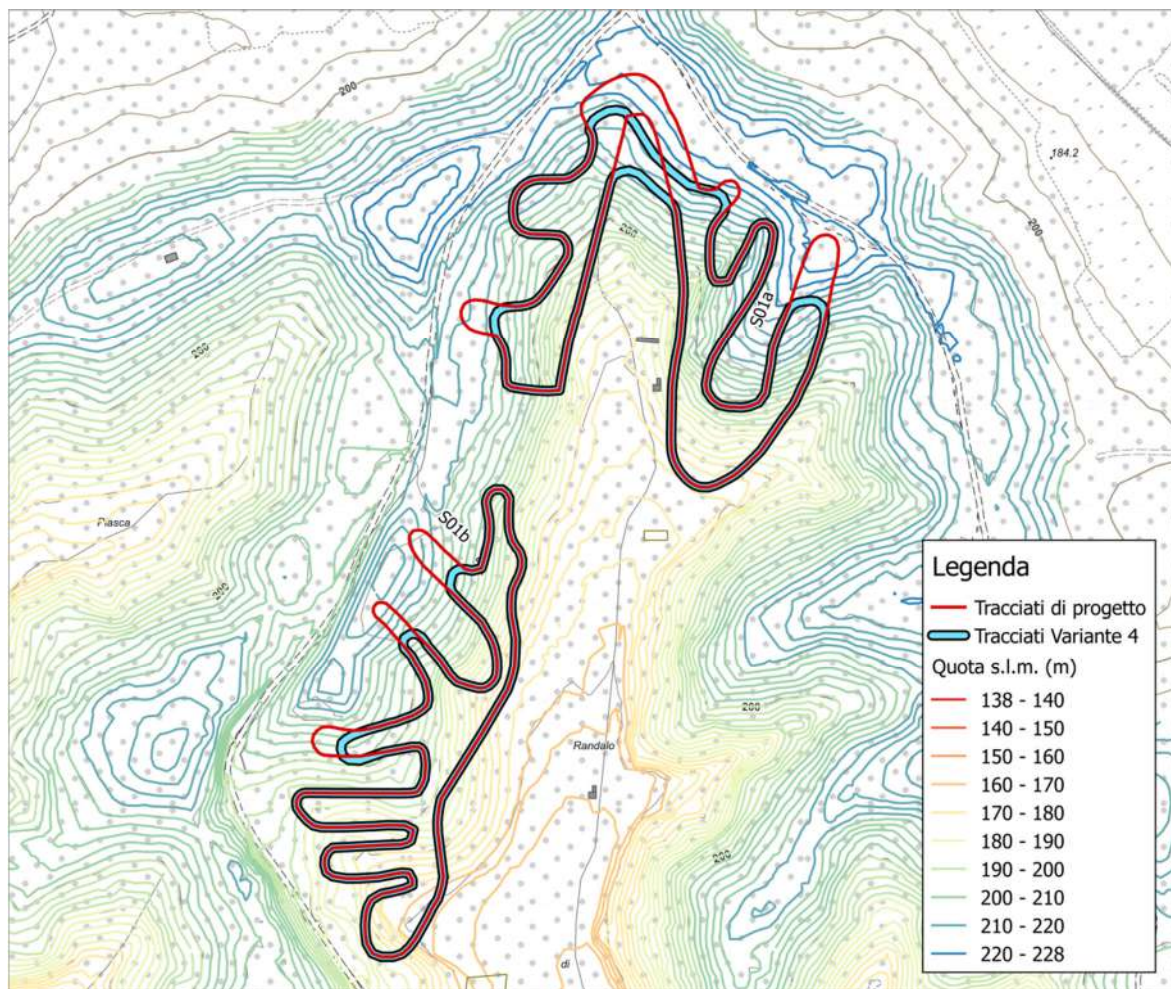 200
184.2
200
200
S01a
200
Piasca
S01b
200
200
Randalo
200
di
Legenda
Tracciati di progetto
Tracciati Variante 4
Quota s.l.m. (m)
138 - 140
140 - 150
150 - 160
160 - 170
170 - 180
180 - 190
190 - 200
200 - 210
210 - 220
220 - 228